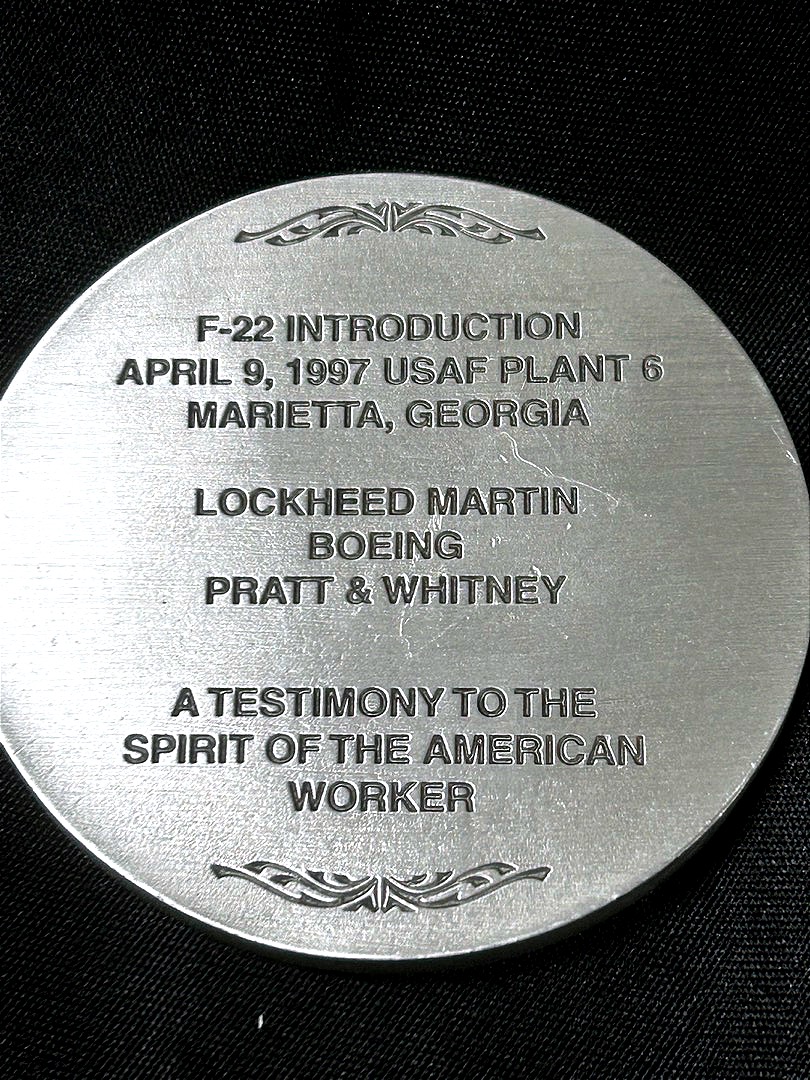 F-22 INTRODUCTION
APRIL 9, 1997 USAF PLANT 6
MARIETTA, GEORGIA
LOCKHEED MARTIN
BOEING
PRATT & WHITNEY
A TESTIMONY TO THE
SPIRIT OF THE AMERICAN
WORKER